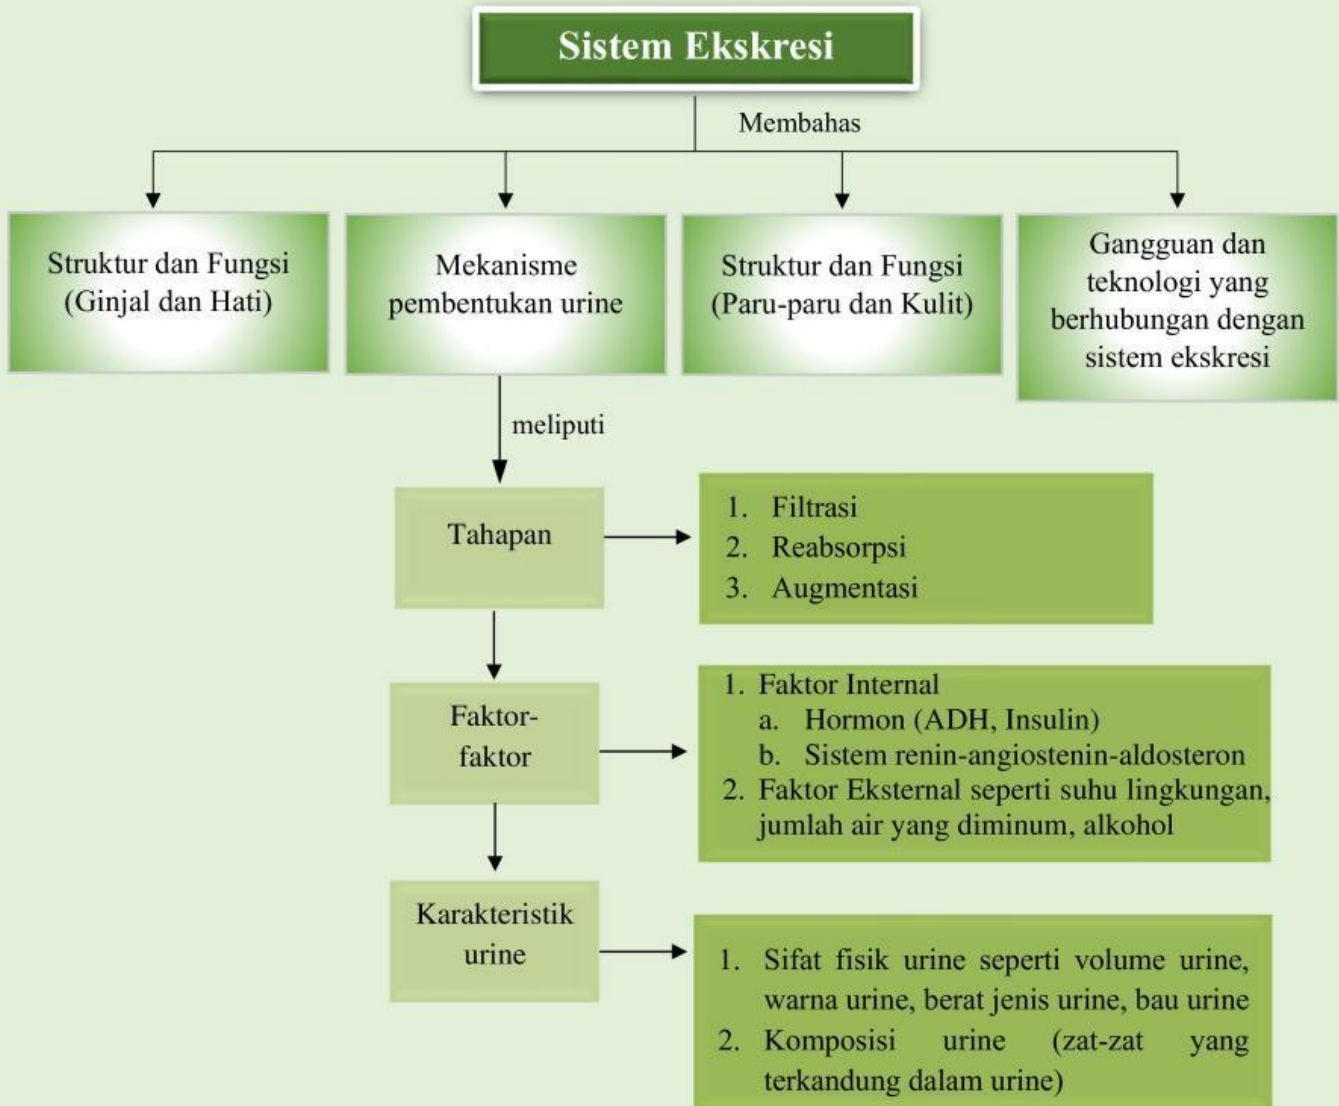 Sistem Ekskresi
Membahas
Struktur dan Fungsi
(Ginjal dan Hati)
Mekanisme
pembentukan urine
Struktur dan Fungsi
(Paru-paru dan Kulit)
Gangguan dan
teknologi yang
berhubungan dengan
sistem ekskresi
meliputi
Tahapan
1. Filtrasi
2. Reabsorpsi
3. Augmentasi
Faktor-
faktor
1. Faktor Internal
a. Hormon (ADH, Insulin)
b. Sistem renin-angiostenin-aldosteron
2. Faktor Eksternal seperti suhu lingkungan,
jumlah air yang diminum, alkohol
Karakteristik
urine
1. Sifat fisik urine seperti volume urine,
warna urine, berat jenis urine, bau urine
2. Komposisi urine (zat-zat yang
terkandung dalam urine)